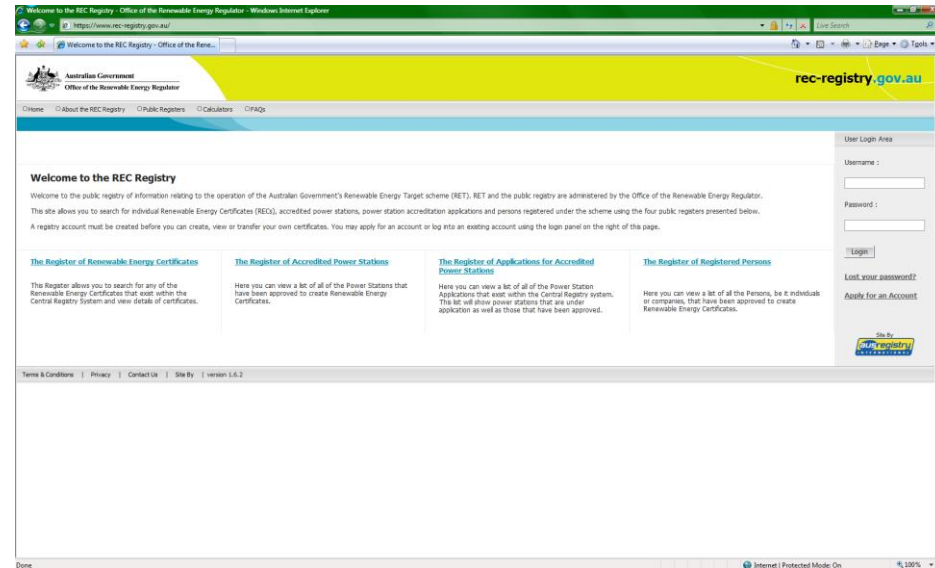 Welcome to the REC Registry - Office of the Renewable Energy Regulator - Windows Internet Explorer
https://www.rec-registry.gov.au/
Live Search
Welcome to the REC Registry - Office of the Rene...
Page
Tools
Australian Government
Office of the Renewable Energy Regulator
rec-registry.gov.au
Home
About the REC Registry
Public Registers
Calculators
FAQs
User Login Area
Username :
Password :
Login
Lost your password?
Apply for an Account
Site By
ausregistry
INTERNATIONAL
Welcome to the REC Registry
Welcome to the public registry of information relating to the operation of the Australian Government's Renewable Energy Target scheme (RET). RET and the public registry are administered by the Office of the Renewable Energy Regulator.
This site allows you to search for individual Renewable Energy Certificates (RECs), accredited power stations, power station accreditation applications and persons registered under the scheme using the four public registers presented below.
A registry account must be created before you can create, view or transfer your own certificates. You may apply for an account or log into an existing account using the login panel on the right of this page.
The Register of Renewable Energy Certificates
This Register allows you to search for any of the
Renewable Energy Certificates that exist within the
Central Registry System and view details of certificates.
The Register of Accredited Power Stations
Here you can view a list of all of the Power Stations that
have been approved to create Renewable Energy
Certificates.
The Register of Applications for Accredited
Power Stations
Here you can view a list of all of the Power Station
Applications that exist within the Central Registry system.
This list will show power stations that are under
application as well as those that have been approved.
The Register of Registered Persons
Here you can view a list of all the Persons, be it individuals
or companies, that have been approved to create
Renewable Energy Certificates.
Terms & Conditions | Privacy | Contact Us | Site By | version 1.6.2
Done
Internet | Protected Mode: On
100%